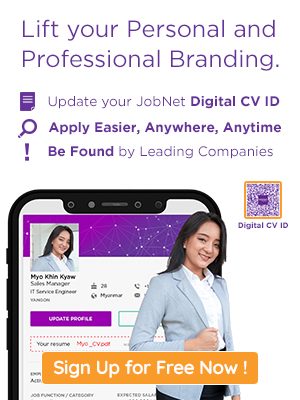 Lift your Personal and
Professional Branding.
Update your JobNet Digital CV ID
Apply Easier, Anywhere, Anytime
! Be Found by Leading Companies
Digital CV ID
Myo Khin Kyaw
Sales Manager
IT Service Engineer
YANGON
28
Myanmar
UPDATE PROFILE
Your resume Myo _CV.pdf
Sign Up for Free Now !
JOB FUNCTION / CATEGORY
EXPECTED